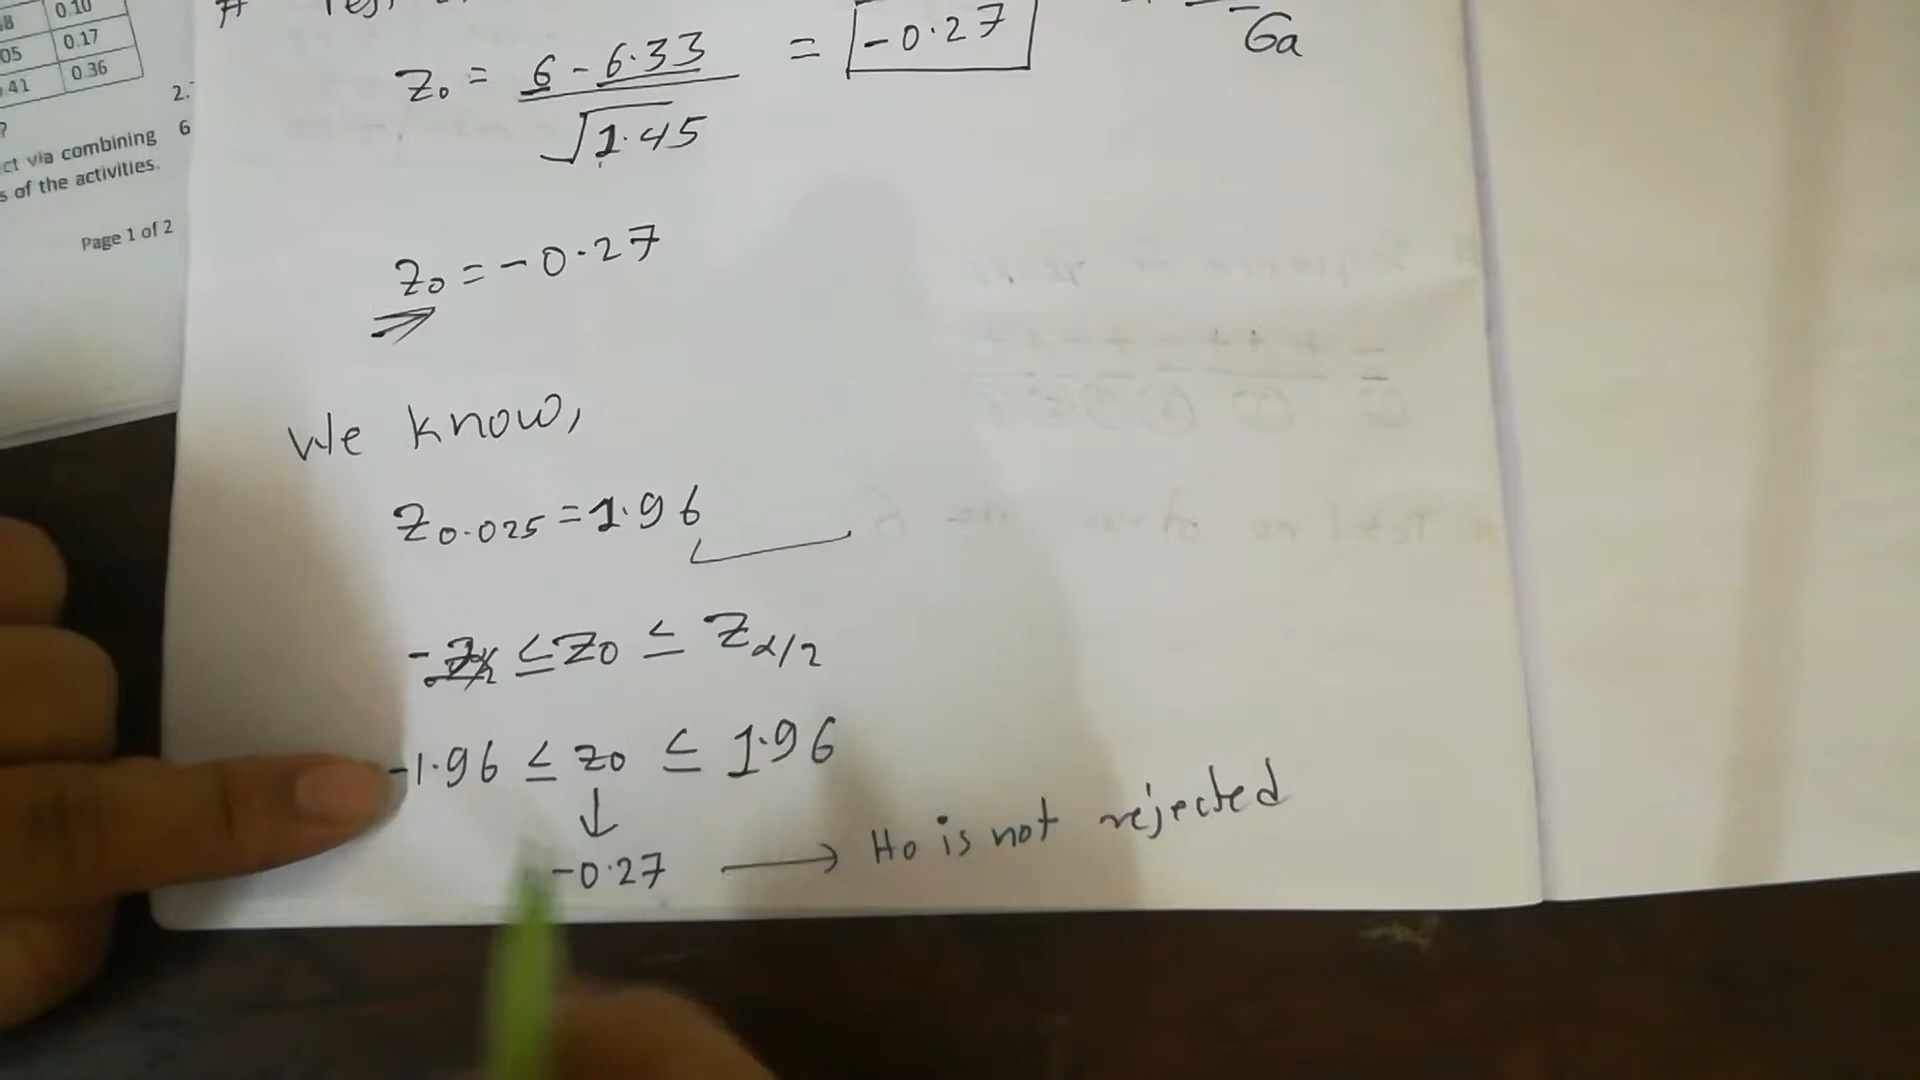 8 0.10
05 0.17
.41 0.36
2.
?
ct via combining 6
s of the activities.
Page 1 of 2
#
Z₀ = 6 - 6.33 / √1.45 = -0.27
σa
Z₀ = -0.27
We know,
Z₀.₀₂₅ = 1.96
≤ Z₀ ≤ Zα/2
-1.96 ≤ Z₀ ≤ 1.96
↓
-0.27 → H₀ is not rejected